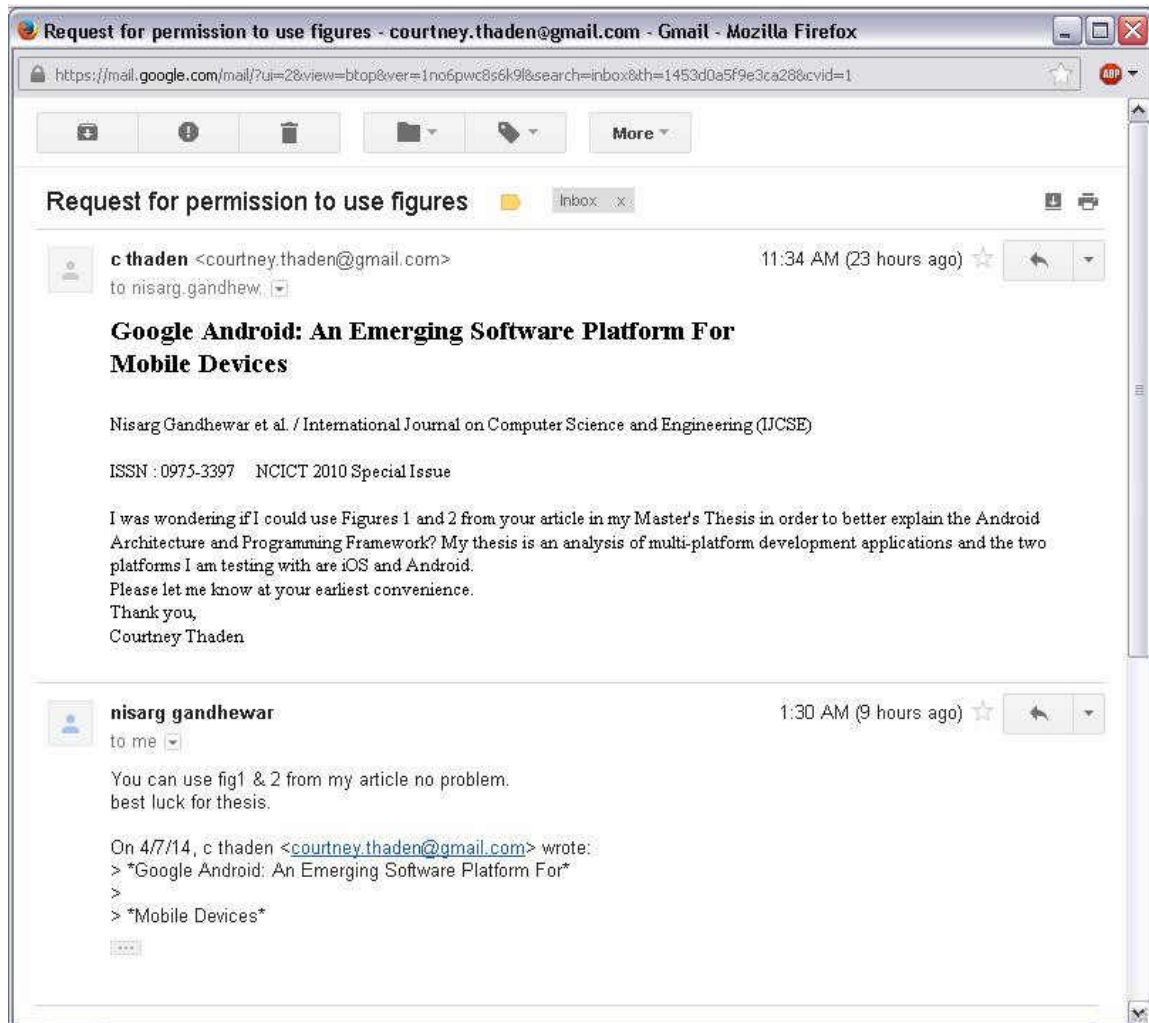 Request for permission to use figures - courtney.thaden@gmail.com - Gmail - Mozilla Firefox
https://mail.google.com/mail/?ui=2&view=btop&ver=1no6pwc8s6k9l&search=inbox&th=1453d0a5f9e3ca28&cvid=1
ABP
More
Request for permission to use figures Inbox x
c thaden <courtney.thaden@gmail.com> 11:34 AM (23 hours ago)
to nisarg.gandhew.
Google Android: An Emerging Software Platform For
Mobile Devices
Nisarg Gandhewar et al. / International Journal on Computer Science and Engineering (IJCSE)
ISSN : 0975-3397 NCICT 2010 Special Issue
I was wondering if I could use Figures 1 and 2 from your article in my Master's Thesis in order to better explain the Android
Architecture and Programming Framework? My thesis is an analysis of multi-platform development applications and the two
platforms I am testing with are iOS and Android.
Please let me know at your earliest convenience.
Thank you,
Courtney Thaden
nisarg gandhewar 1:30 AM (9 hours ago)
to me
You can use fig1 & 2 from my article no problem.
best luck for thesis.
On 4/7/14, c thaden <courtney.thaden@gmail.com> wrote:
> *Google Android: An Emerging Software Platform For*
>
> *Mobile Devices*